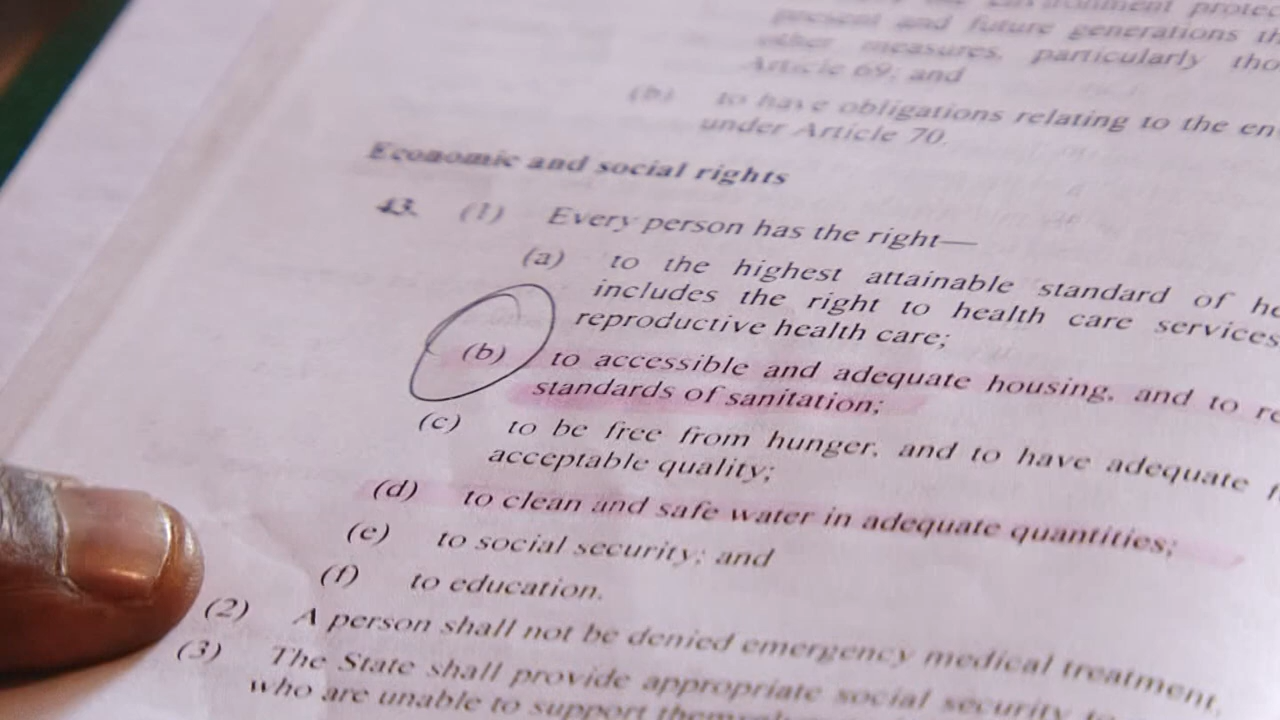 present and future generations
other measures, particularly
Article 69; and
(b) to have obligations relating to the
under Article 70.
Economic and social rights
43. (1) Every person has the right—
(a) to the highest attainable standard of
includes the right to health care services
reproductive health care;
(b) to accessible and adequate housing, and to
standards of sanitation;
(c) to be free from hunger, and to have adequate
acceptable quality;
(d) to clean and safe water in adequate quantities;
(e) to social security; and
(f) to education.
(2) A person shall not be denied emergency medical treatment,
(3) The State shall provide appropriate social security
who are unable to support